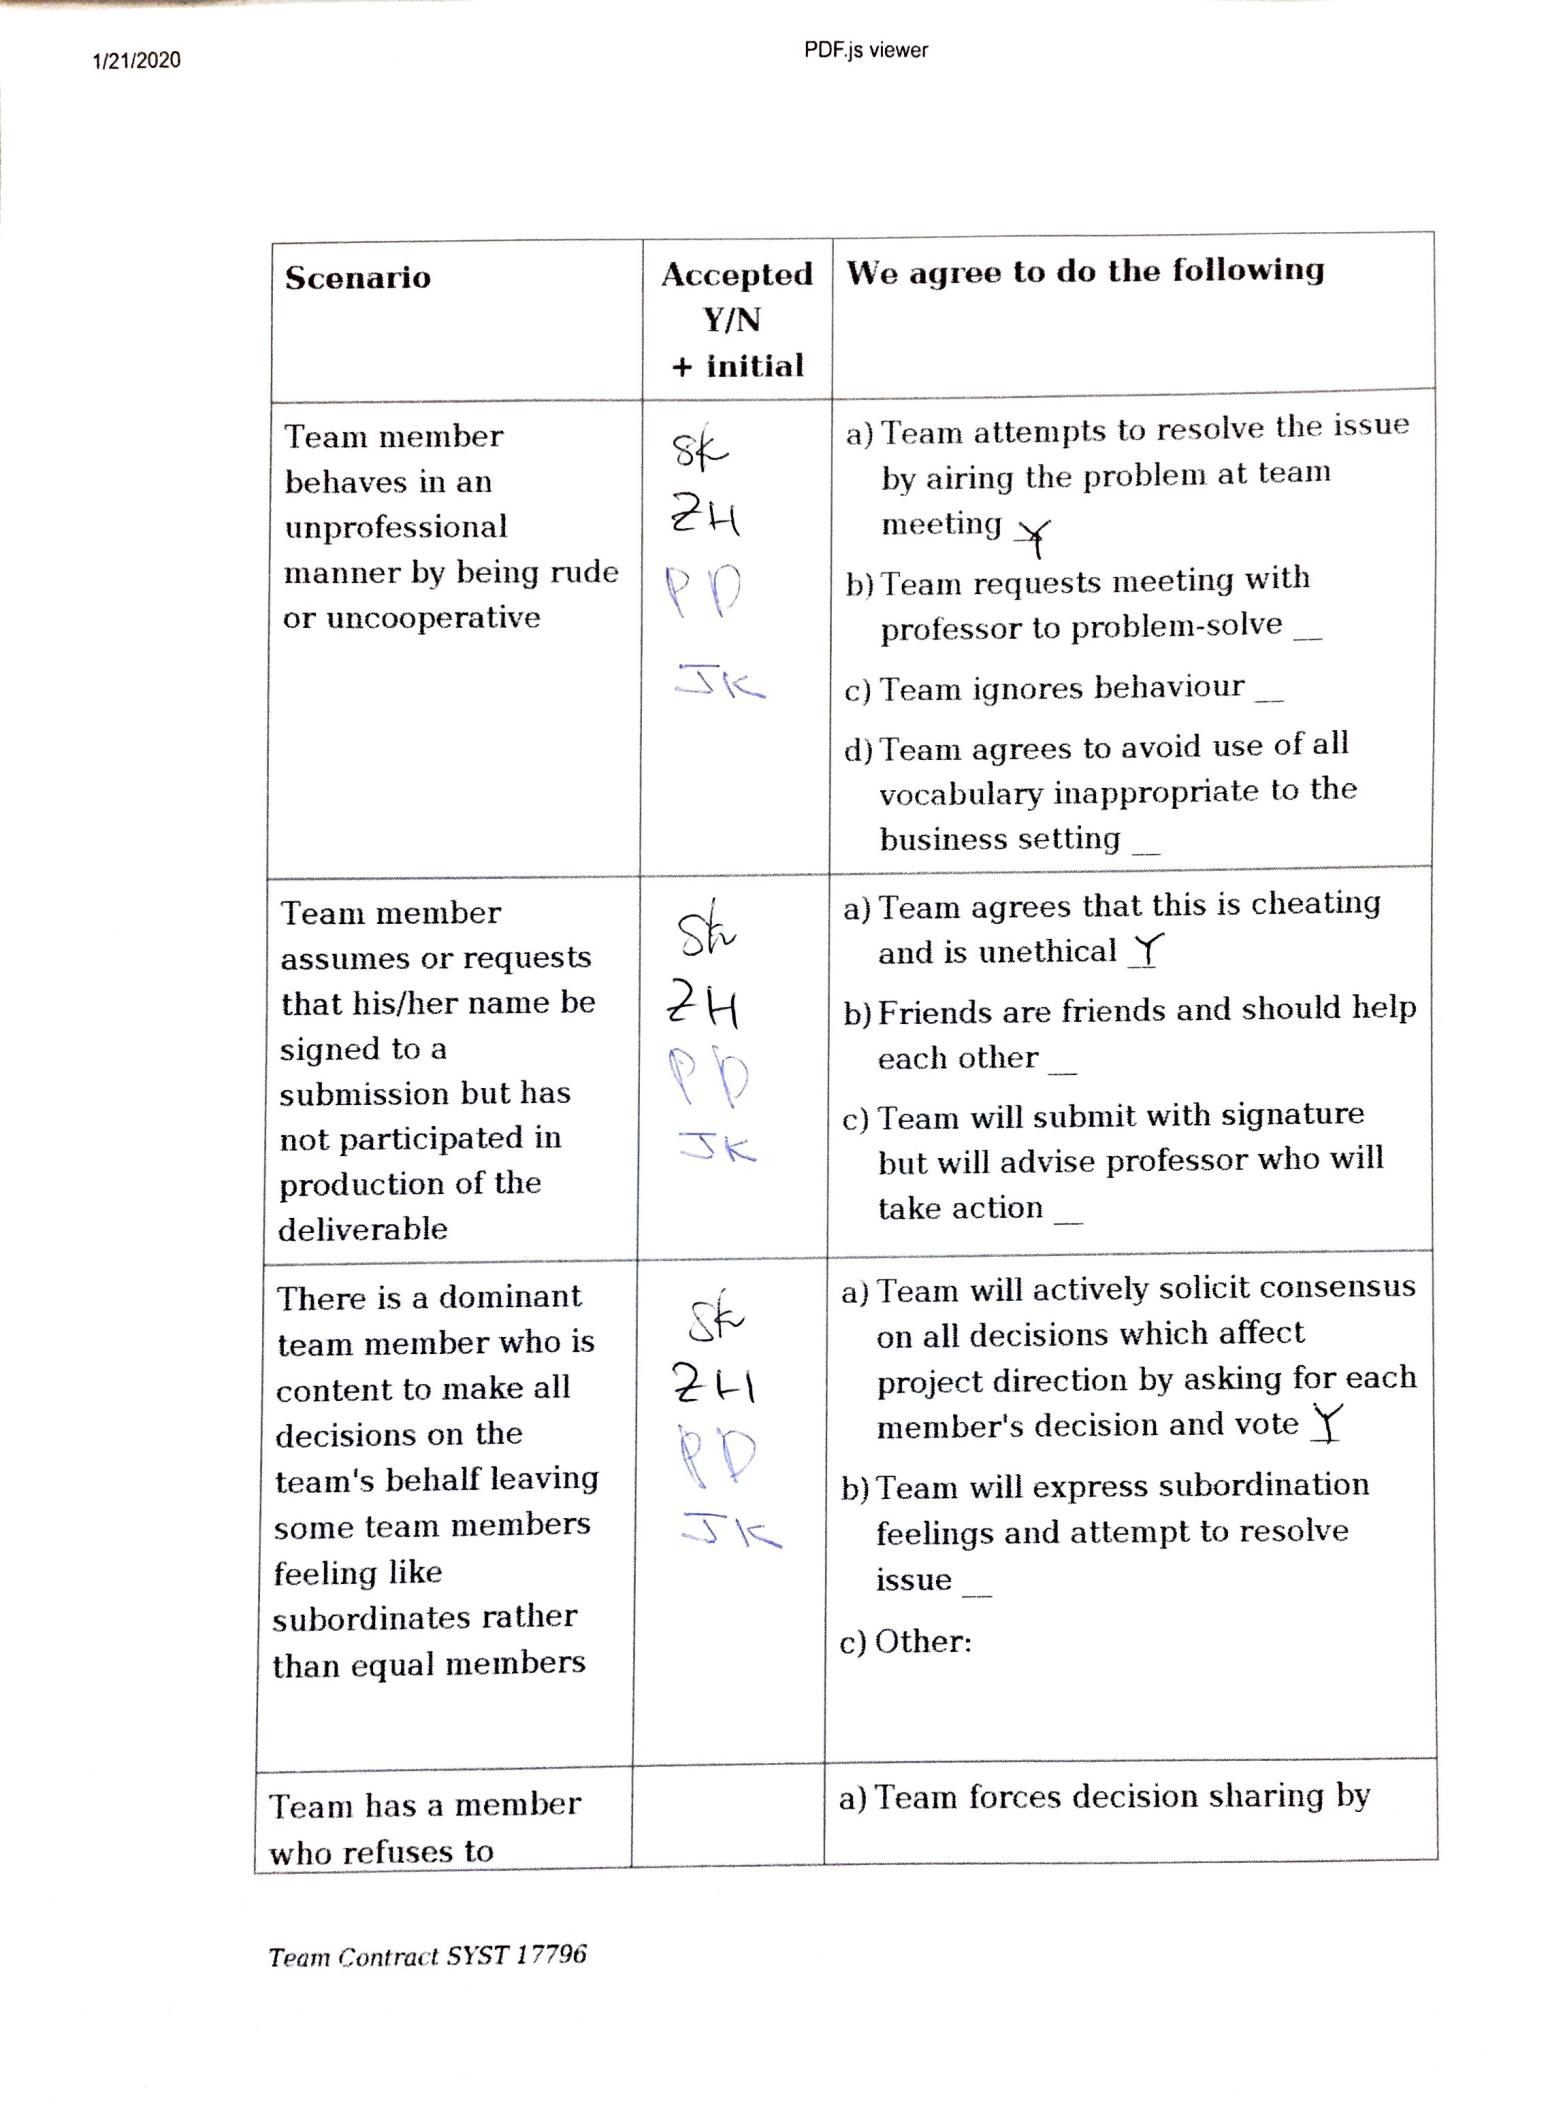 1/21/2020
PDF.js viewer
Scenario
Accepted
Y/N
+ initial
We agree to do the following
Team member
behaves in an
unprofessional
manner by being rude
or uncooperative
SK
ZH
PD
JK
a) Team attempts to resolve the issue
by airing the problem at team
meeting Y
b) Team requests meeting with
professor to problem-solve __
c) Team ignores behaviour __
d) Team agrees to avoid use of all
vocabulary inappropriate to the
business setting __
Team member
assumes or requests
that his/her name be
signed to a
submission but has
not participated in
production of the
deliverable
SK
ZH
PD
JK
a) Team agrees that this is cheating
and is unethical Y
b) Friends are friends and should help
each other __
c) Team will submit with signature
but will advise professor who will
take action __
There is a dominant
team member who is
content to make all
decisions on the
team's behalf leaving
some team members
feeling like
subordinates rather
than equal members
SK
ZH
PD
JK
a) Team will actively solicit consensus
on all decisions which affect
project direction by asking for each
member's decision and vote Y
b) Team will express subordination
feelings and attempt to resolve
issue __
c) Other:
Team has a member
who refuses to
a) Team forces decision sharing by
Team Contract SYST 17796